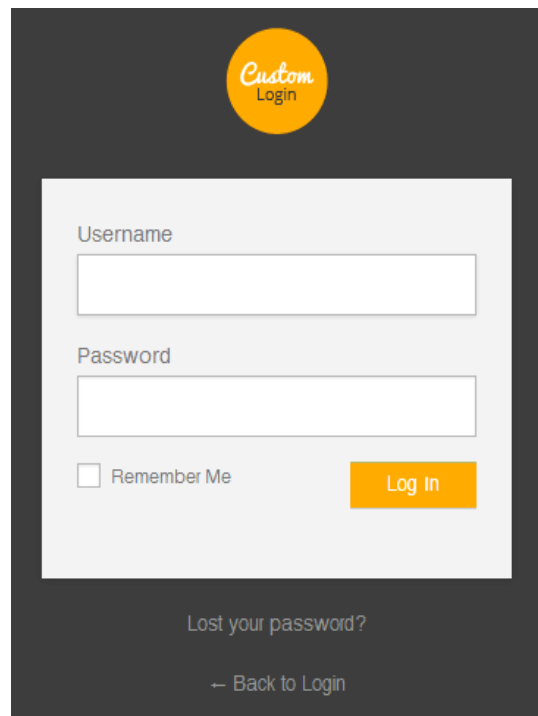 Custom
Login
Username
Password
Remember Me
Log In
Lost your password?
← Back to Login